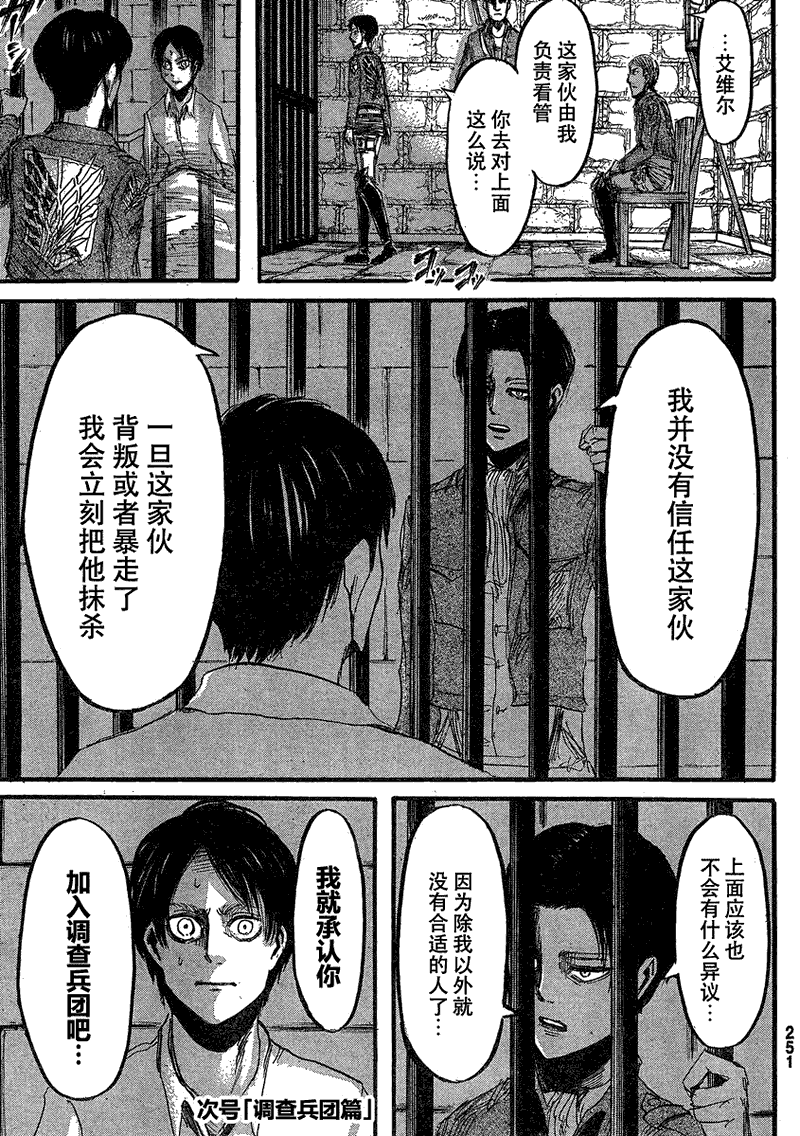 …艾维尔
这家伙由我
负责看管
你去对上面
这么说…
コッ
コッ
我并没有信任这家伙
一旦这家伙
背叛或者暴走了
我会立刻把他抹杀
上面应该也
不会有什么异议…
因为除我以外就
没有合适的人了…
我就承认你
加入调查兵团吧…
次号「调查兵团篇」
251